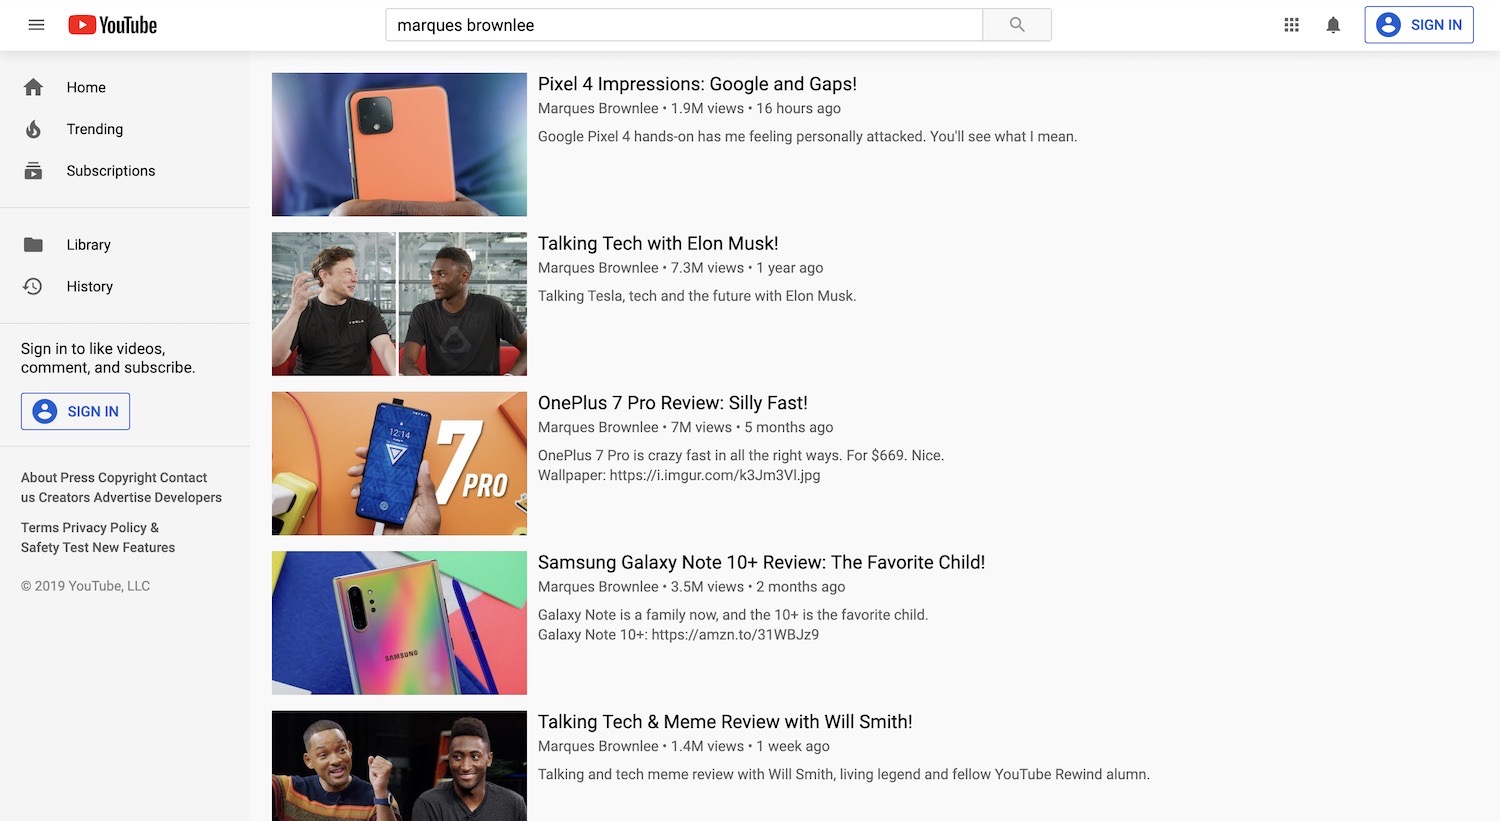 YouTube
marques brownlee
SIGN IN
Home
Trending
Subscriptions
Library
History
Sign in to like videos,
comment, and subscribe.
SIGN IN
About Press Copyright Contact
us Creators Advertise Developers
Terms Privacy Policy &
Safety Test New Features
© 2019 YouTube, LLC
Pixel 4 Impressions: Google and Gaps!
Marques Brownlee • 1.9M views • 16 hours ago
Google Pixel 4 hands-on has me feeling personally attacked. You'll see what I mean.
TESLA
Talking Tech with Elon Musk!
Marques Brownlee • 7.3M views • 1 year ago
Talking Tesla, tech and the future with Elon Musk.
12:14
7
PRO
OnePlus 7 Pro Review: Silly Fast!
Marques Brownlee • 7M views • 5 months ago
OnePlus 7 Pro is crazy fast in all the right ways. For $669. Nice.
Wallpaper: https://i.imgur.com/k3Jm3Vl.jpg
SAMSUNG
Samsung Galaxy Note 10+ Review: The Favorite Child!
Marques Brownlee • 3.5M views • 2 months ago
Galaxy Note is a family now, and the 10+ is the favorite child.
Galaxy Note 10+: https://amzn.to/31WBJz9
Talking Tech & Meme Review with Will Smith!
Marques Brownlee • 1.4M views • 1 week ago
Talking and tech meme review with Will Smith, living legend and fellow YouTube Rewind alumn.